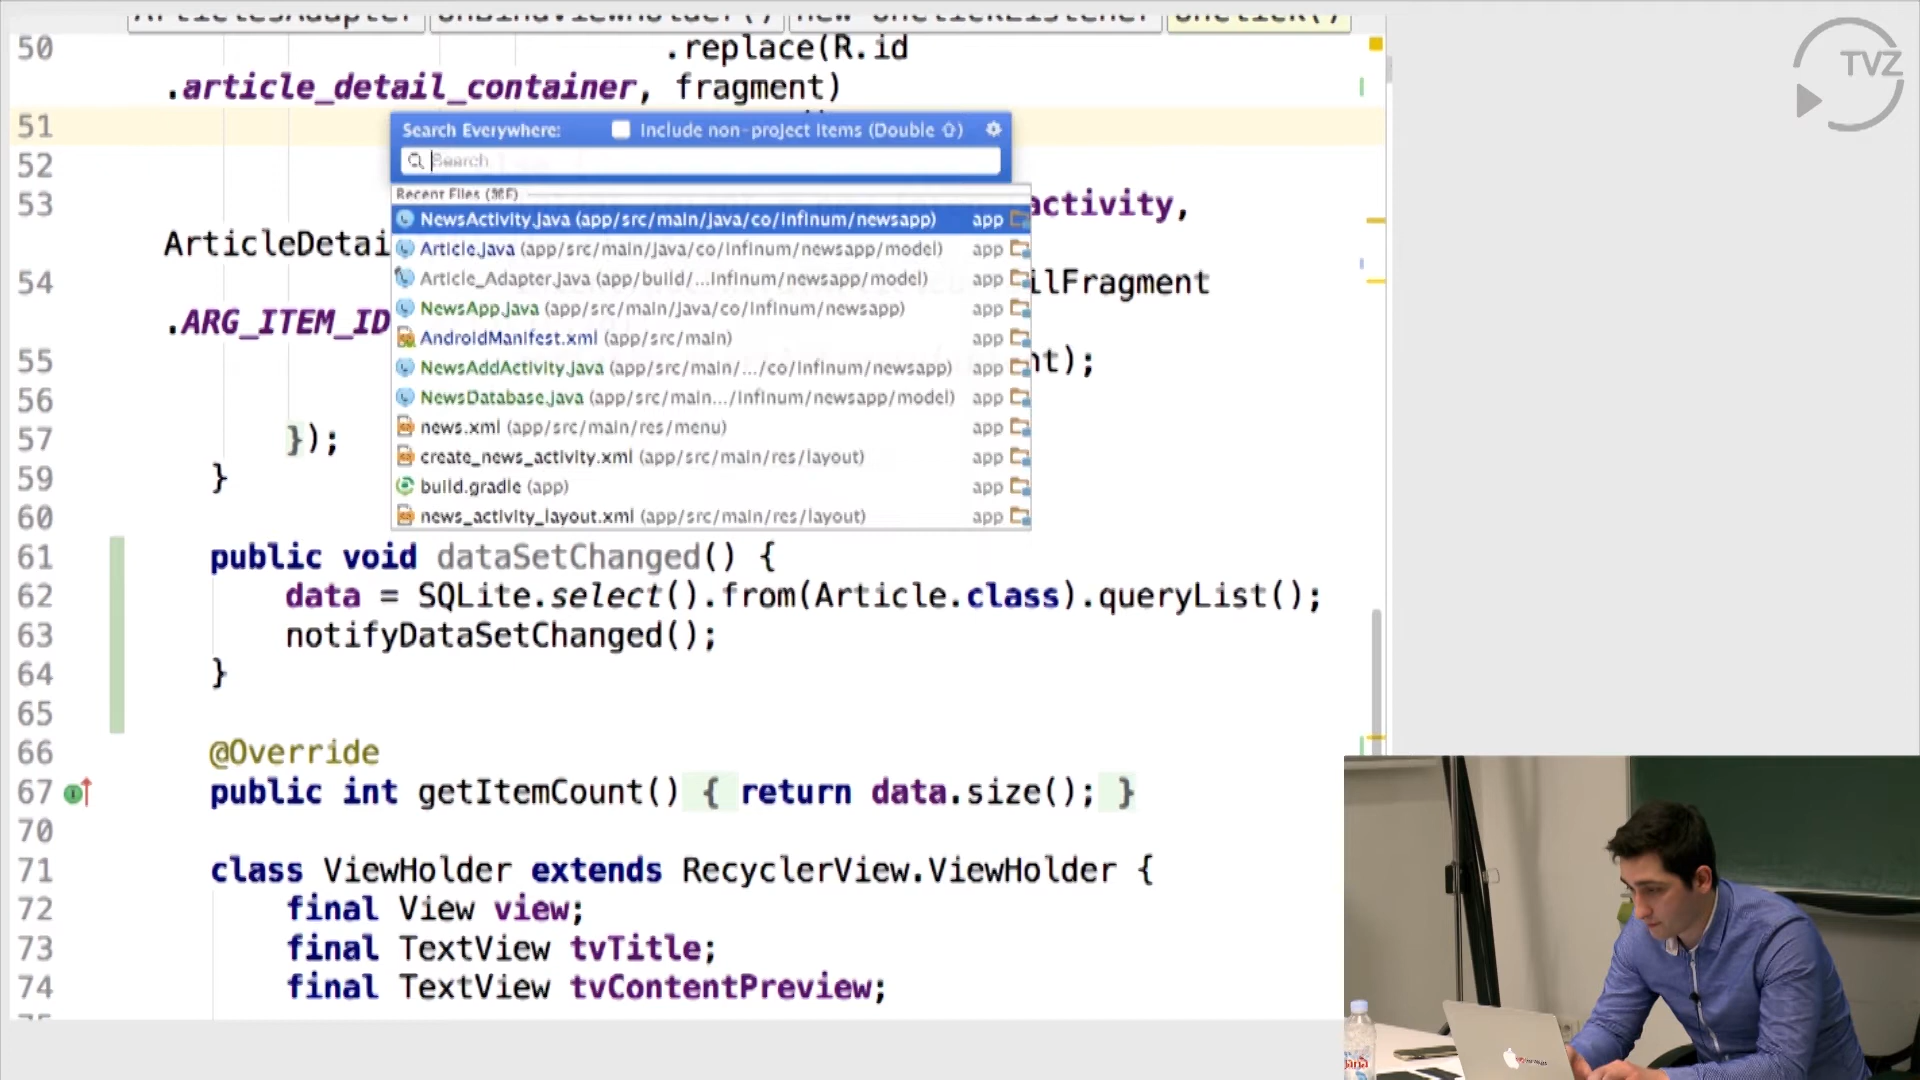 ArticlesAdapter onBindViewHolder() new OnClickListener onClick()
50 .replace(R.id
.article_detail_container, fragment)
51
52
53 activity,
ArticleDetai
54 ilFragment
.ARG_ITEM_ID
55 nt);
56
57 });
59 }
60
61 public void dataSetChanged() {
62 data = SQLite.select().from(Article.class).queryList();
63 notifyDataSetChanged();
64 }
65
66 @Override
67 public int getItemCount() { return data.size(); }
70
71 class ViewHolder extends RecyclerView.ViewHolder {
72 final View view;
73 final TextView tvTitle;
74 final TextView tvContentPreview;
Search Everywhere: Include non-project items (Double ⇧)
Search
Recent Files (⌘E)
NewsActivity.java (app/src/main/java/co/infinum/newsapp) app
Article.java (app/src/main/java/co/infinum/newsapp/model) app
Article_Adapter.java (app/build/...infinum/newsapp/model) app
NewsApp.java (app/src/main/java/co/infinum/newsapp) app
AndroidManifest.xml (app/src/main) app
NewsAddActivity.java (app/src/main/.../co/infinum/newsapp) app
NewsDatabase.java (app/src/main.../infinum/newsapp/model) app
news.xml (app/src/main/res/menu) app
create_news_activity.xml (app/src/main/res/layout) app
build.gradle (app) app
news_activity_layout.xml (app/src/main/res/layout) app
TVZ